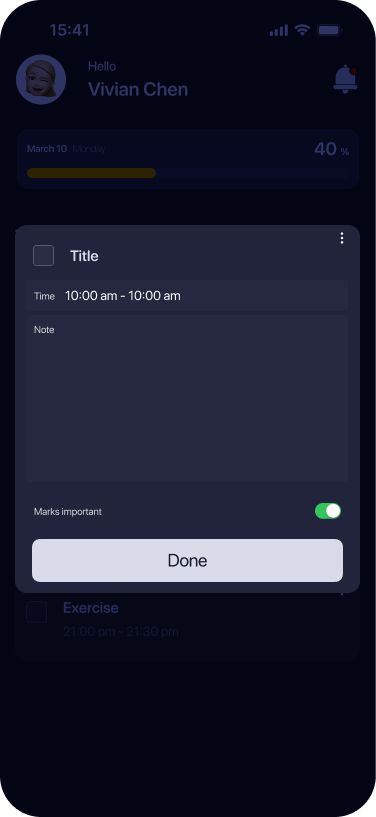 15:41
Hello
Vivian Chen
March 10 Monday
40 %
Title
Time 10:00 am - 10:00 am
Note
Marks important
Done
Exercise
21:00 pm - 21:30 pm